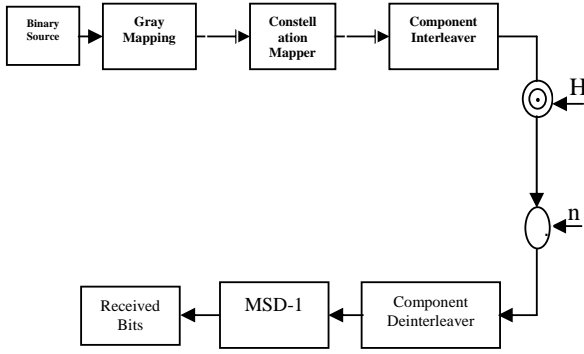 Binary
Source
Gray
Mapping
Constell
ation
Mapper
Component
Interleaver
H
n
Component
Deinterleaver
MSD-1
Received
Bits